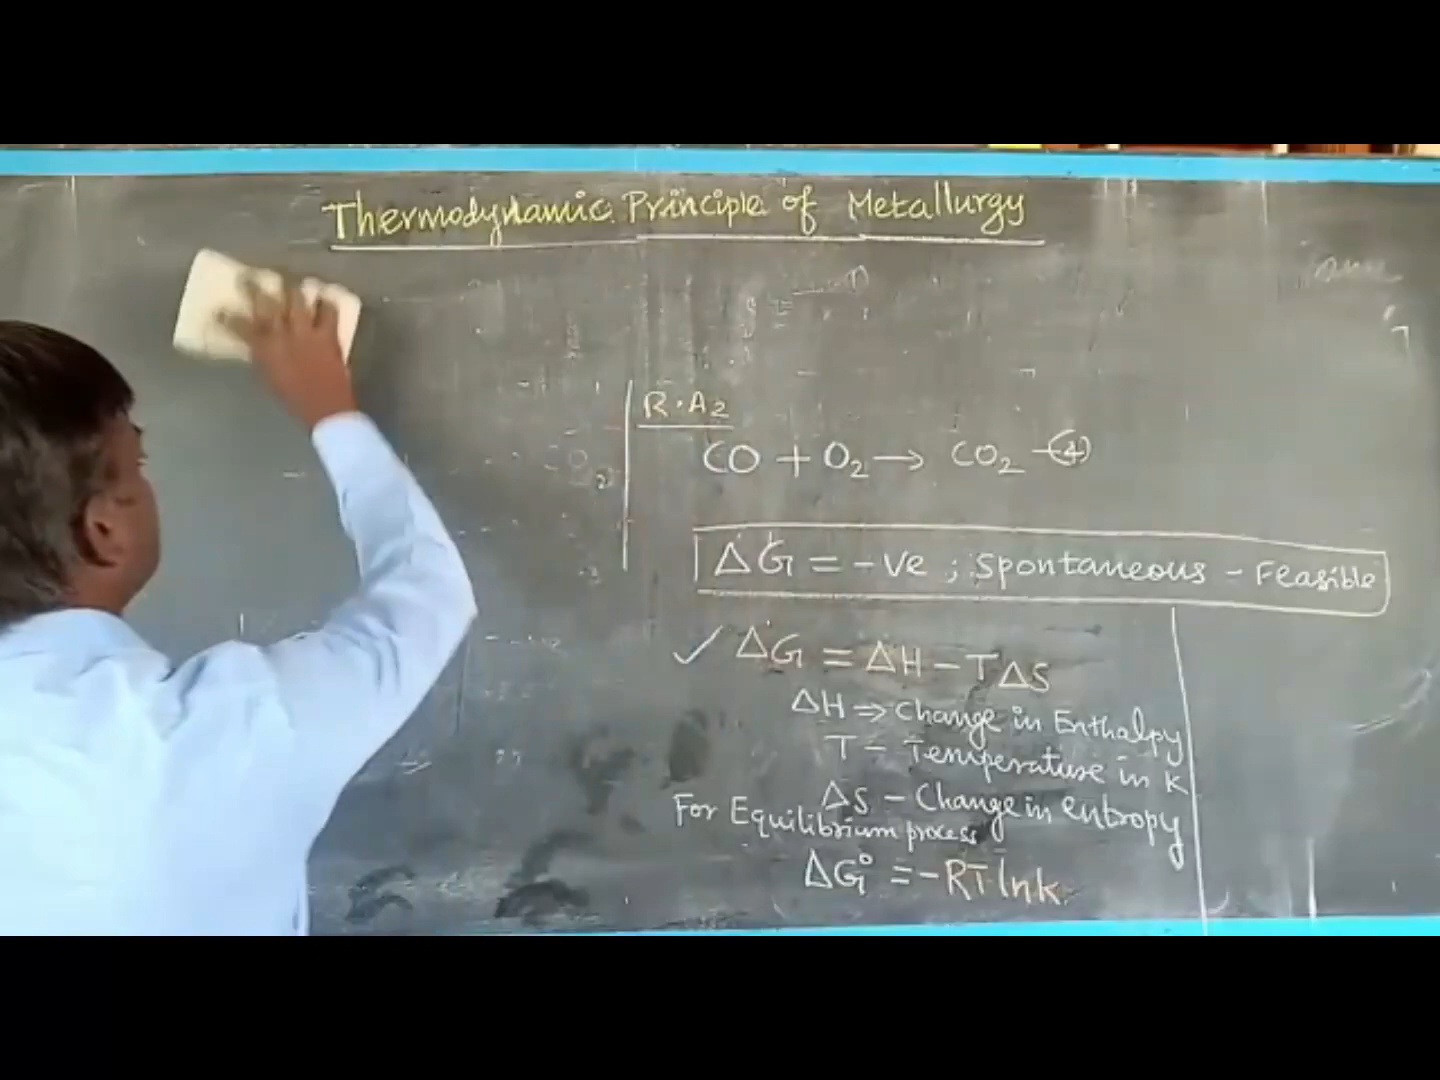 Thermodynamic Principle of Metallurgy
R.A2
CO + O₂ → CO₂ —(4)
ΔG = -ve ; spontaneous - Feasible
✓ ΔG = ΔH - TΔS
ΔH ⇒ Change in Enthalpy
T - Temperature in K
ΔS - Change in entropy
For Equilibrium process
ΔG° = -RT lnk